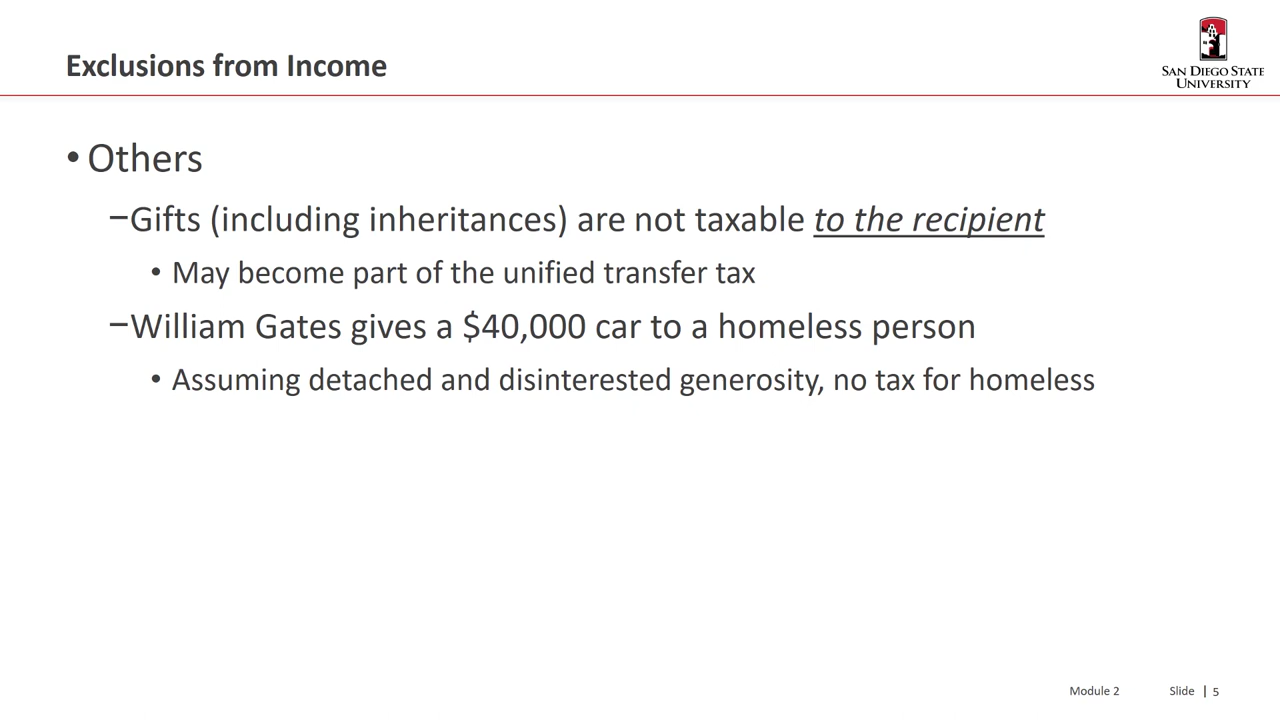 Exclusions from Income
SAN DIEGO STATE
UNIVERSITY
• Others
–Gifts (including inheritances) are not taxable to the recipient
• May become part of the unified transfer tax
–William Gates gives a $40,000 car to a homeless person
• Assuming detached and disinterested generosity, no tax for homeless
Module 2 Slide | 5